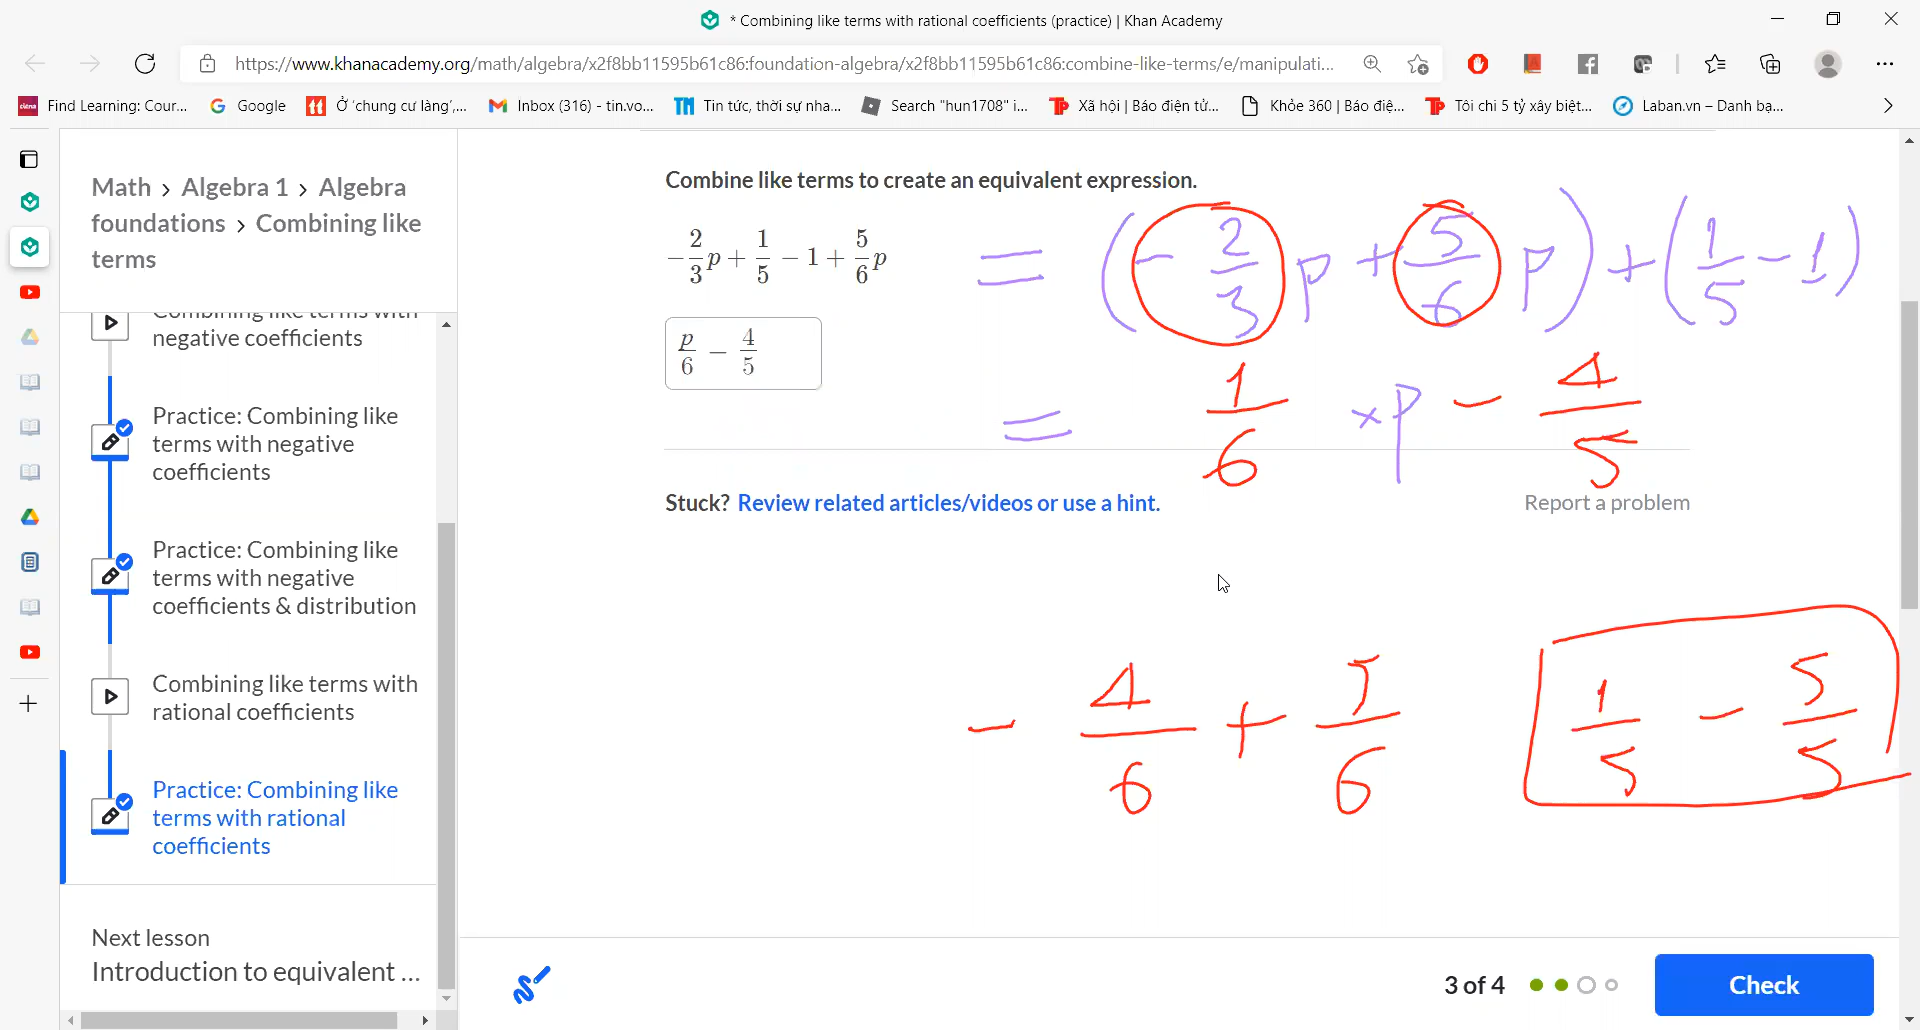 * Combining like terms with rational coefficients (practice) | Khan Academy
https://www.khanacademy.org/math/algebra/x2f8bb11595b61c86:foundation-algebra/x2f8bb11595b61c86:combine-like-terms/e/manipulati...
Find Learning: Cour... Google Ở 'chung cư làng',... Inbox (316) - tin.vo... Tin tức, thời sự nha... Search "hun1708" i... Xã hội | Báo điện tử... Khỏe 360 | Báo điệ... Tôi chi 5 tỷ xây biệt... Laban.vn – Danh bạ...
Math › Algebra 1 › Algebra
foundations › Combining like
terms
Combining like terms with
negative coefficients
Practice: Combining like
terms with negative
coefficients
Practice: Combining like
terms with negative
coefficients & distribution
Combining like terms with
rational coefficients
Practice: Combining like
terms with rational
coefficients
Next lesson
Introduction to equivalent ...
Combine like terms to create an equivalent expression.
-2/3p + 1/5 - 1 + 5/6p = (-2/3p + 5/6p) + (1/5 - 1)
p/6 - 4/5
= 1/6 × p - 4/5
Stuck? Review related articles/videos or use a hint. Report a problem
- 4/6 + 5/6 1/5 - 5/5
3 of 4 Check